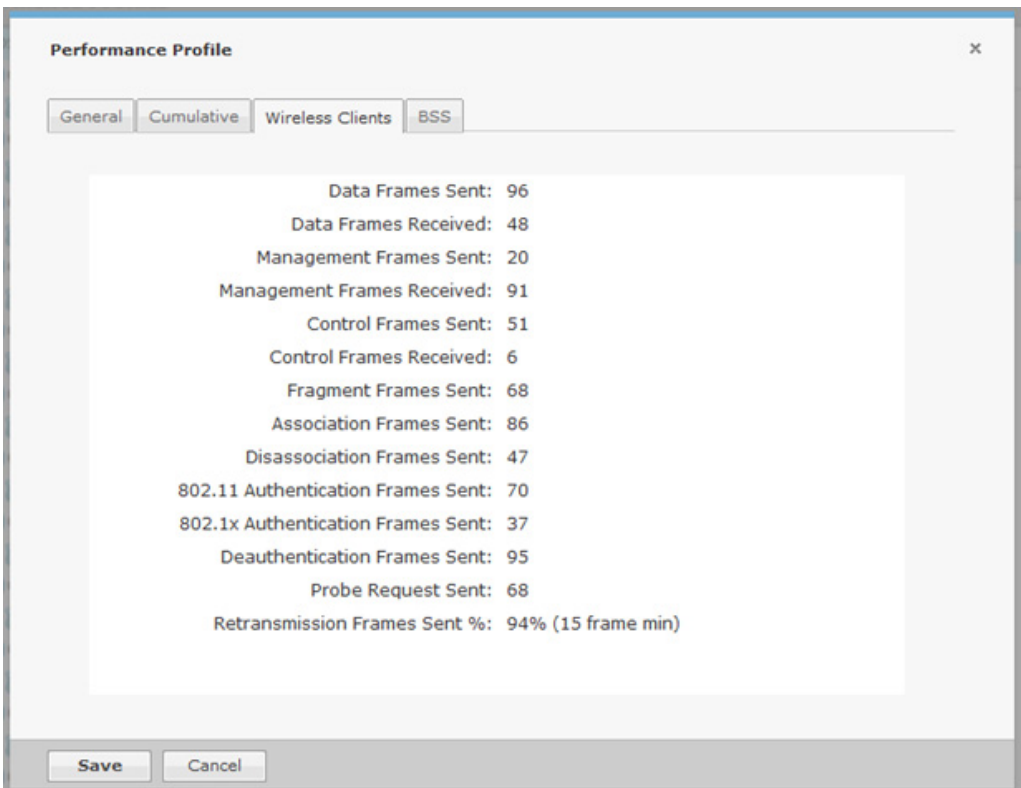 Performance Profile
×
General Cumulative Wireless Clients BSS
Data Frames Sent: 96
Data Frames Received: 48
Management Frames Sent: 20
Management Frames Received: 91
Control Frames Sent: 51
Control Frames Received: 6
Fragment Frames Sent: 68
Association Frames Sent: 86
Disassociation Frames Sent: 47
802.11 Authentication Frames Sent: 70
802.1x Authentication Frames Sent: 37
Deauthentication Frames Sent: 95
Probe Request Sent: 68
Retransmission Frames Sent %: 94% (15 frame min)
Save Cancel